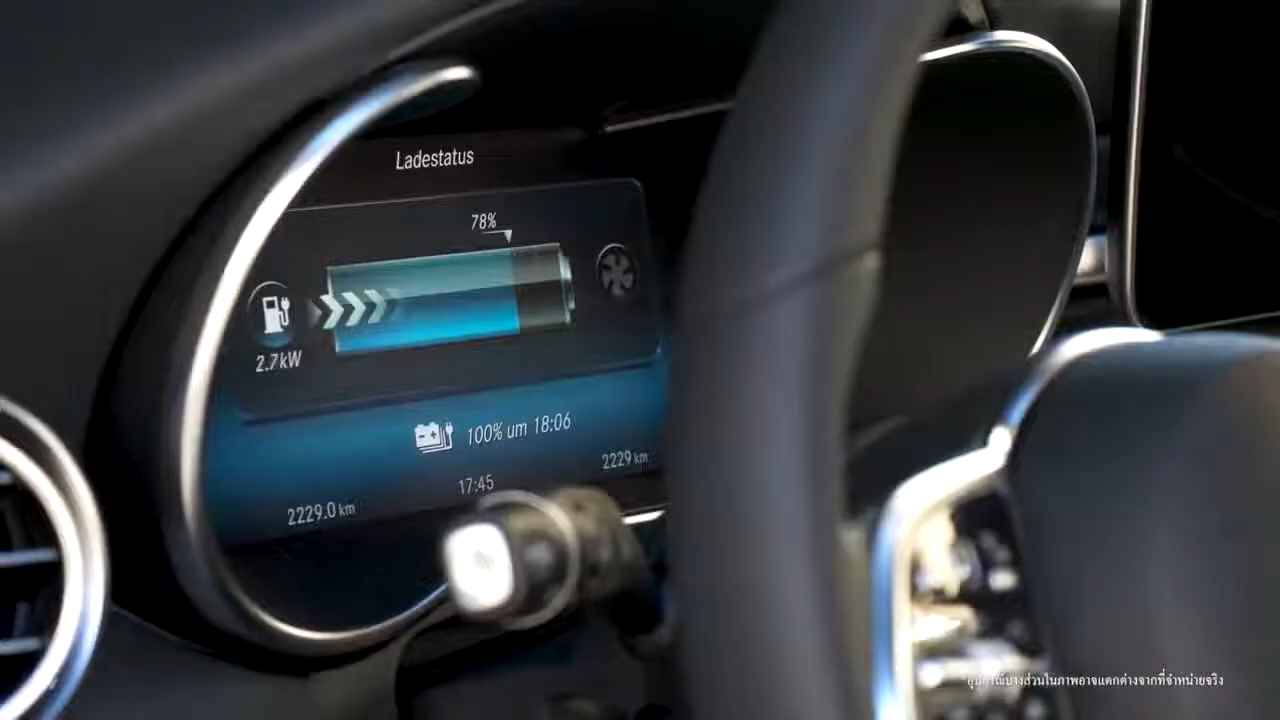 Ladestatus
78%
2.7kW
100% um 18:06
2229 km
17:45
2229.0 km
อุปกรณ์บางส่วนในภาพอาจแตกต่างจากที่จำหน่ายจริง